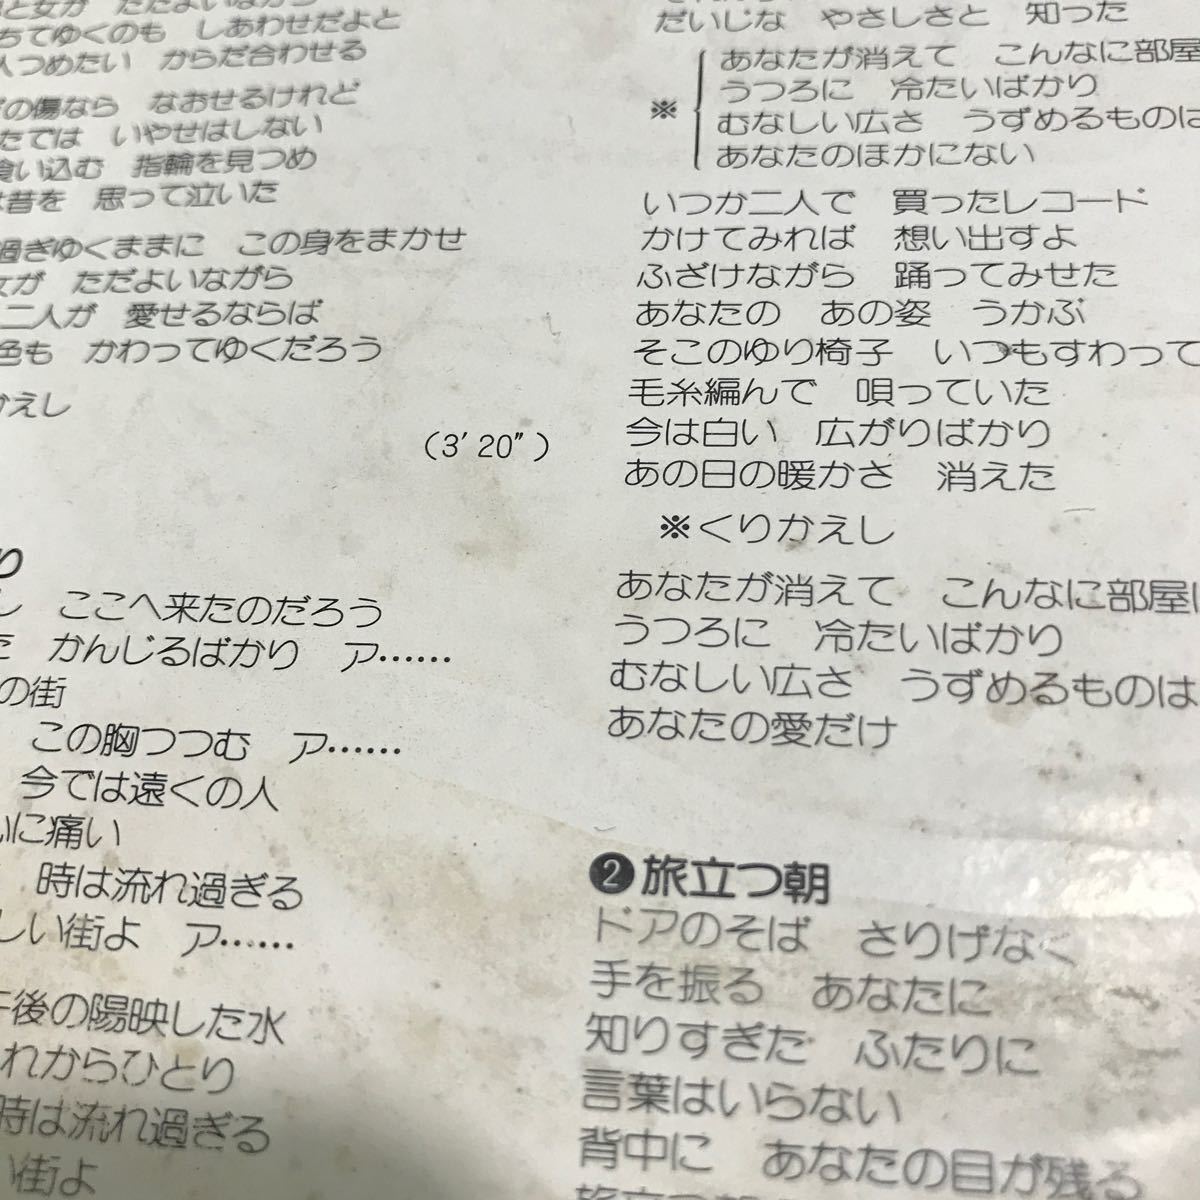 と女が ただよいながら
ちてゆくのも しあわせだよと
つめたい からだ合わせる
の傷なら なおせるけれど
たでは いやせはしない
食い込む 指輪を見つめ
は昔を 思って泣いた
過ぎゆくままに この身をまかせ
女が ただよいながら
二人が 愛せるならば
色も かわってゆくだろう
かえし
(3′20″)
り
し ここへ来たのだろう
た かんじるばかり ア……
の街
この胸つつむ ア……
今では遠くの人
いに痛い
時は流れ過ぎる
しい街よ ア……
午後の陽映した水
れからひとり
時は流れ過ぎる
い街よ
だいじな やさしさと 知った
※
あなたが消えて こんなに部屋
うつろに 冷たいばかり
むなしい広さ うずめるものは
あなたのほかにない
いつか二人で 買ったレコード
かけてみれば 想い出すよ
ふざけながら 踊ってみせた
あなたの あの姿 うかぶ
そこのゆり椅子 いつもすわって
毛糸編んで 唄っていた
今は白い 広がりばかり
あの日の暖かさ 消えた
※くりかえし
あなたが消えて こんなに部屋は
うつろに 冷たいばかり
むなしい広さ うずめるものは
あなたの愛だけ
❷旅立つ朝
ドアのそば さりげなく
手を振る あなたに
知りすぎた ふたりに
言葉はいらない
背中に あなたの目が残る